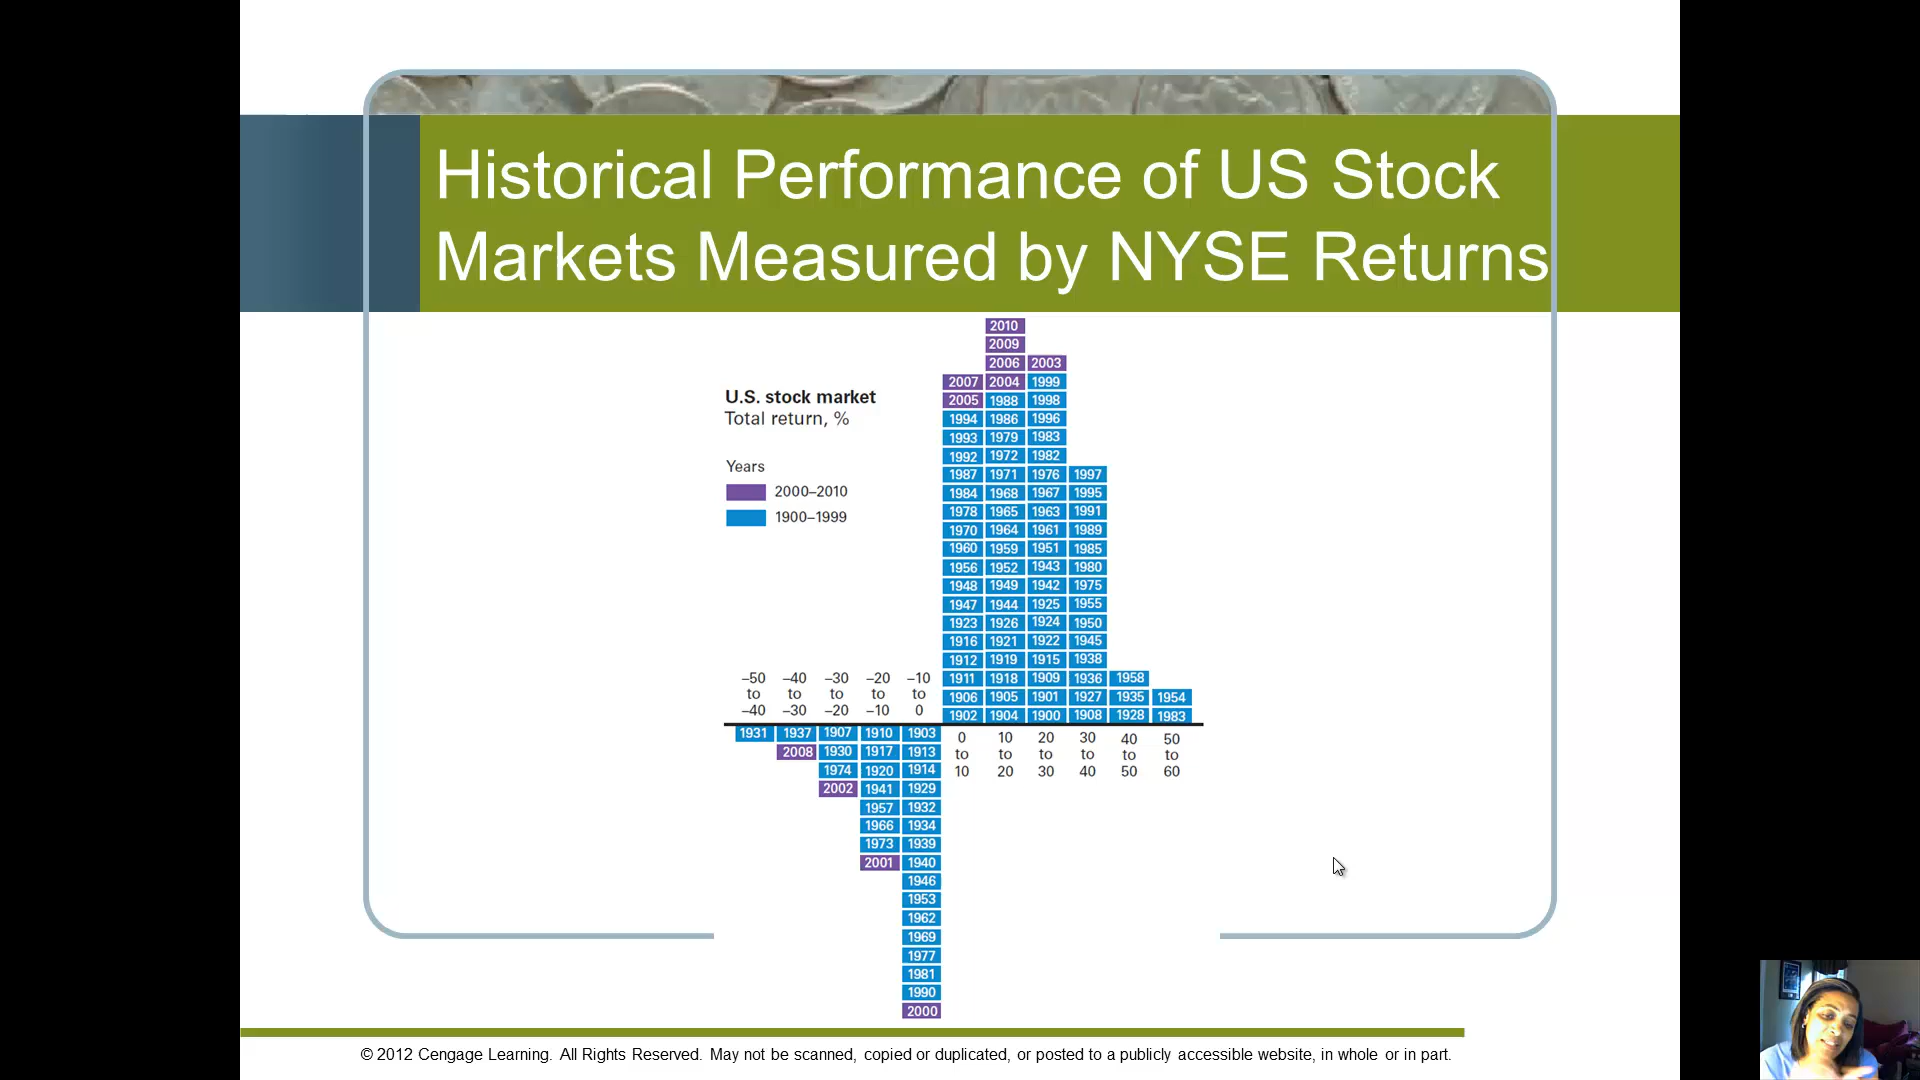 Historical Performance of US Stock
Markets Measured by NYSE Returns
2010
2009
2006 2003
2007 2004 1999
2005 1988 1998
1994 1986 1996
1993 1979 1983
1992 1972 1982
1987 1971 1976 1997
1984 1968 1967 1995
1978 1965 1963 1991
1970 1964 1961 1989
1960 1959 1951 1985
1956 1952 1943 1980
1948 1949 1942 1975
1947 1944 1925 1955
1923 1926 1924 1950
1916 1921 1922 1945
1912 1919 1915 1938
1911 1918 1909 1936 1958
1906 1905 1901 1927 1935 1954
1902 1904 1900 1908 1928 1983
U.S. stock market
Total return, %
Years
2000–2010
1900–1999
–50 –40 –30 –20 –10
to to to to to
–40 –30 –20 –10 0
1931 1937 1907 1910 1903
2008 1930 1917 1913
1974 1920 1914
2002 1941 1929
1957 1932
1966 1934
1973 1939
2001 1940
1946
1953
1962
1969
1977
1981
1990
2000
0 10 20 30 40 50
to to to to to to
10 20 30 40 50 60
© 2012 Cengage Learning. All Rights Reserved. May not be scanned, copied or duplicated, or posted to a publicly accessible website, in whole or in part.